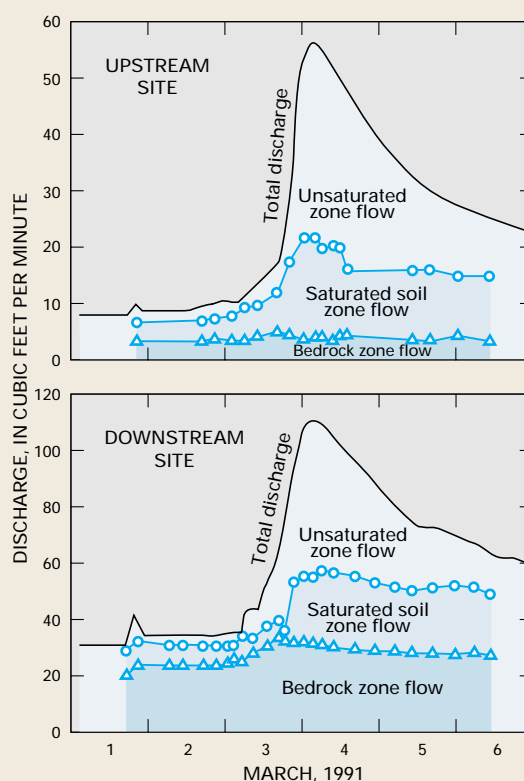 DISCHARGE, IN CUBIC FEET PER MINUTE
60
50
40
30
20
10
0
UPSTREAM
SITE
Total discharge
Unsaturated
zone flow
Saturated soil
zone flow
Bedrock zone flow
120
100
80
60
40
20
0
DOWNSTREAM
SITE
Total discharge
Unsaturated
zone flow
Saturated soil
zone flow
Bedrock zone flow
1 2 3 4 5 6
MARCH, 1991